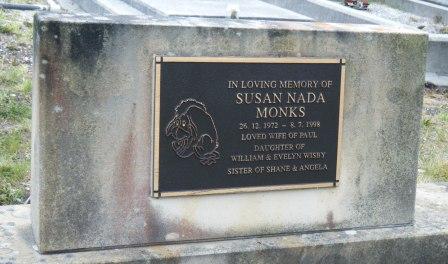 IN LOVING MEMORY OF
SUSAN NADA
MONKS
26. 12. 1972 – 8. 7. 1998
LOVED WIFE OF PAUL
DAUGHTER OF
WILLIAM & EVELYN WISBY
SISTER OF SHANE & ANGELA